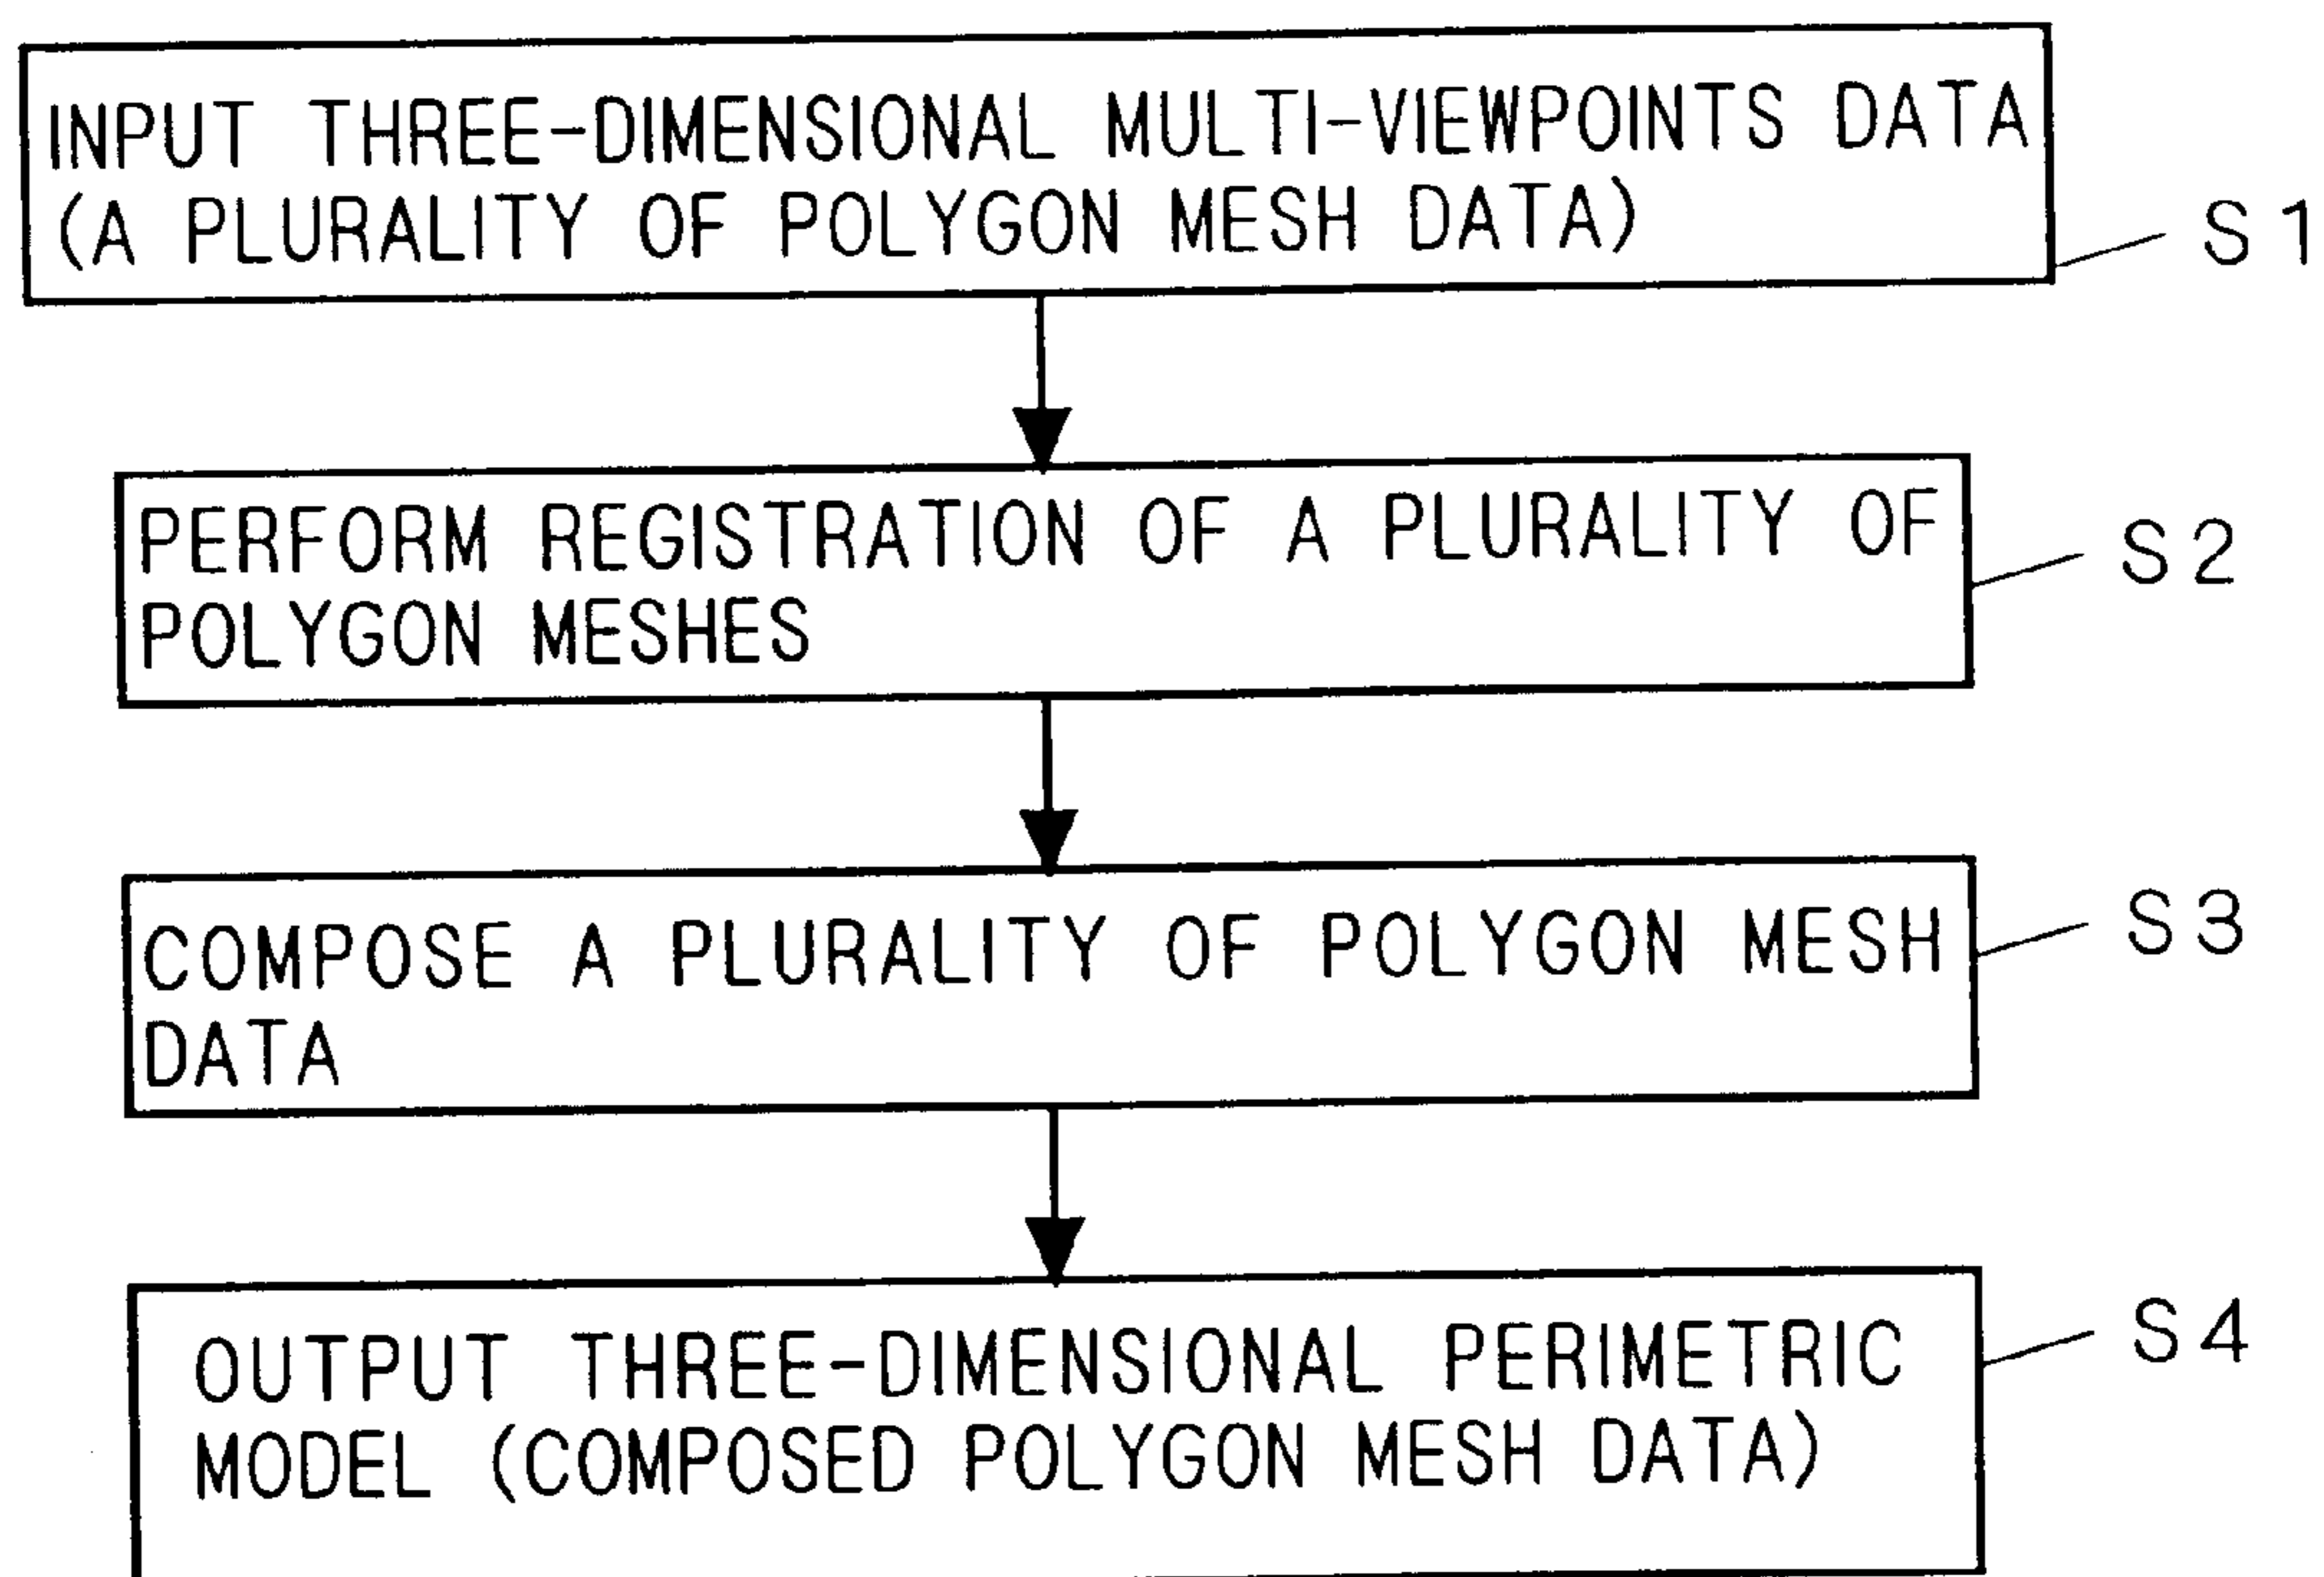 INPUT THREE-DIMENSIONAL MULTI-VIEWPOINTS DATA
(A PLURALITY OF POLYGON MESH DATA)
S1
PERFORM REGISTRATION OF A PLURALITY OF
POLYGON MESHES
S2
COMPOSE A PLURALITY OF POLYGON MESH
DATA
S3
OUTPUT THREE-DIMENSIONAL PERIMETRIC
MODEL (COMPOSED POLYGON MESH DATA)
S4